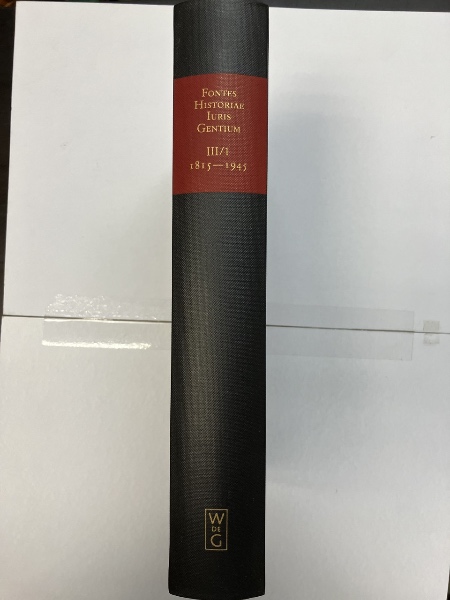 FONTES
HISTORIAE
IURIS
GENTIUM
III/1
1815—1945
W
DE
G